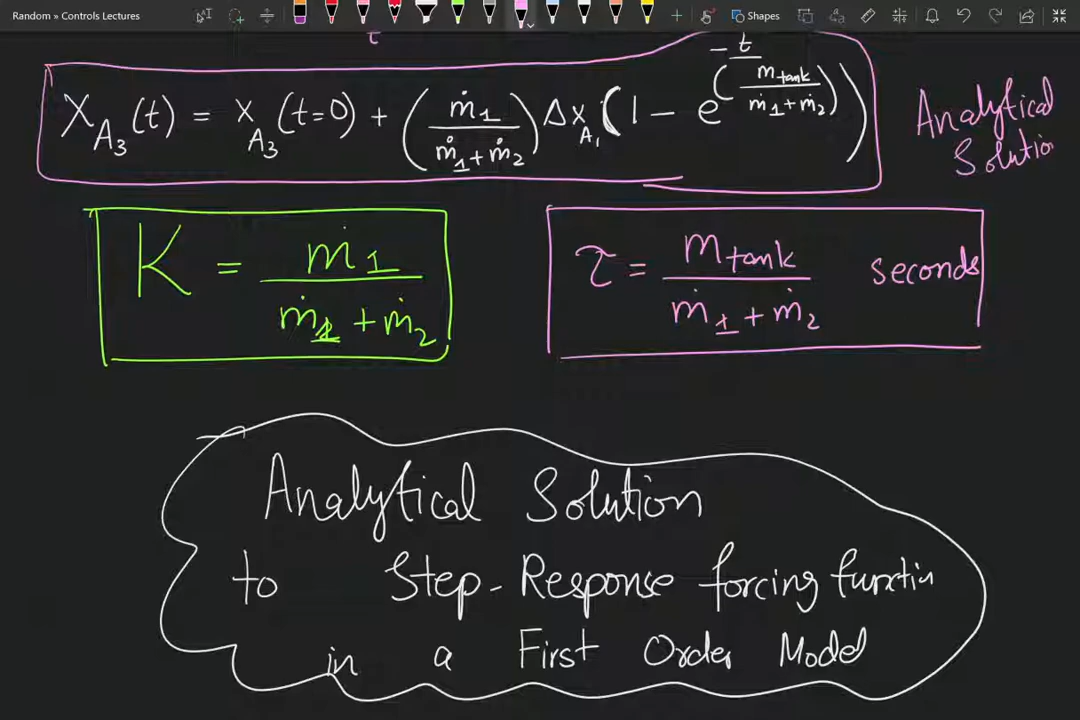 Random » Controls Lectures
Shapes
τ
X_A₃(t) = x_A₃(t=0) + (ṁ₁ / (ṁ₁ + ṁ₂)) Δx_A₁ (1 − e^(−t / (m_tank / (ṁ₁ + ṁ₂))))
Analytical
Solution
K = ṁ₁ / (ṁ₁ + ṁ₂)
τ = m_tank / (ṁ₁ + ṁ₂) seconds
Analytical Solution
to Step-Response forcing functin
in a First Order Model